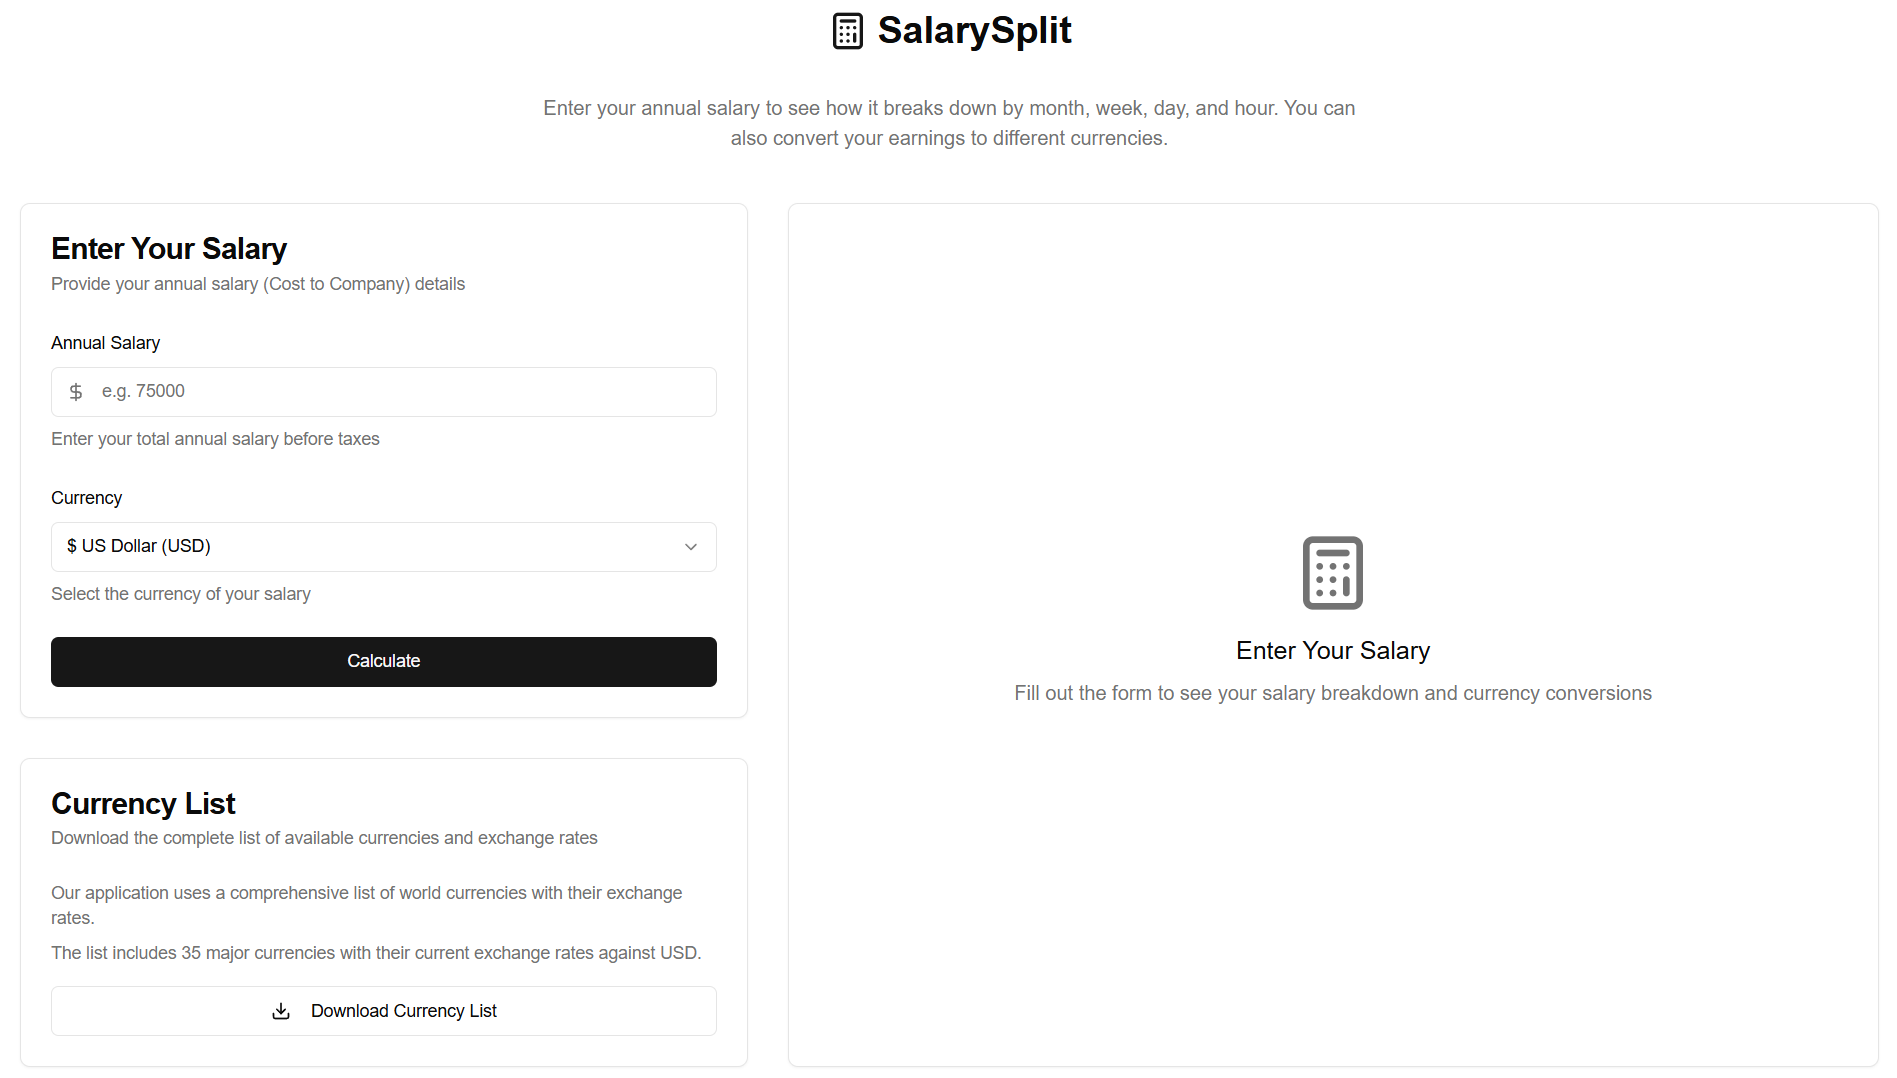 SalarySplit
Enter your annual salary to see how it breaks down by month, week, day, and hour. You can
also convert your earnings to different currencies.
Enter Your Salary
Provide your annual salary (Cost to Company) details
Annual Salary
$ e.g. 75000
Enter your total annual salary before taxes
Currency
$ US Dollar (USD)
Select the currency of your salary
Calculate
Currency List
Download the complete list of available currencies and exchange rates
Our application uses a comprehensive list of world currencies with their exchange
rates.
The list includes 35 major currencies with their current exchange rates against USD.
Download Currency List
Enter Your Salary
Fill out the form to see your salary breakdown and currency conversions